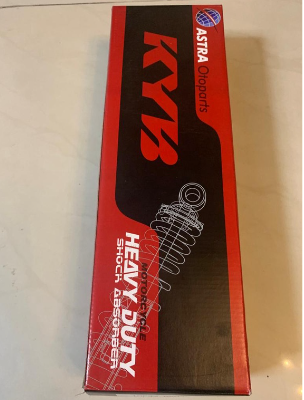 ASTRA Otoparts
KYB
MOTORCYCLE
HEAVY DUTY
SHOCK ABSORBER